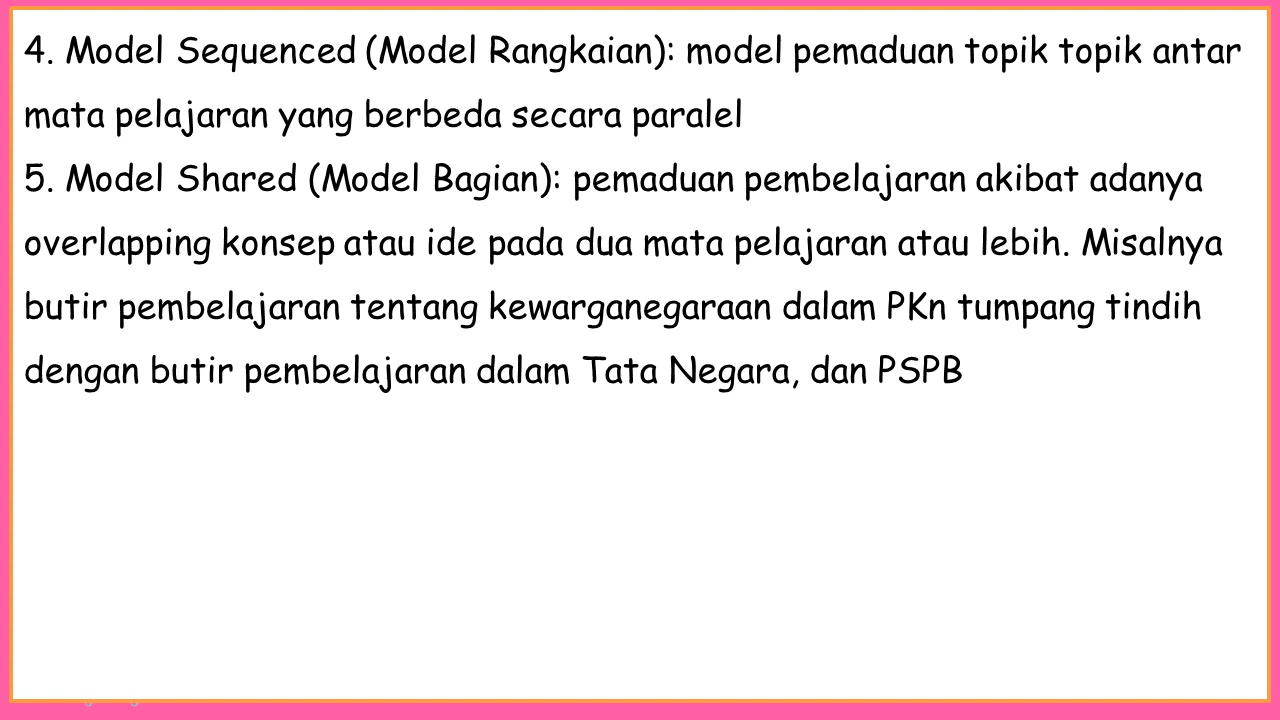 4. Model Sequenced (Model Rangkaian): model pemaduan topik topik antar
mata pelajaran yang berbeda secara paralel
5. Model Shared (Model Bagian): pemaduan pembelajaran akibat adanya
overlapping konsep atau ide pada dua mata pelajaran atau lebih. Misalnya
butir pembelajaran tentang kewarganegaraan dalam PKn tumpang tindih
dengan butir pembelajaran dalam Tata Negara, dan PSPB